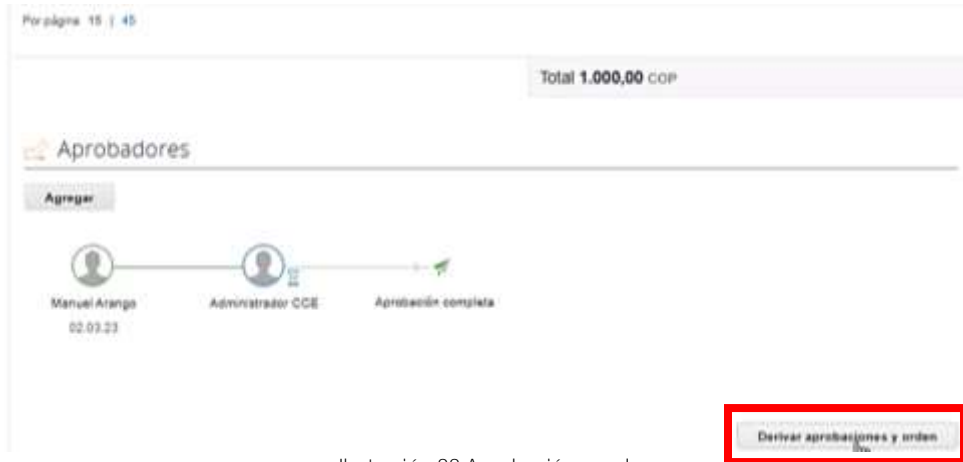 Por página 15 | 45
Total 1.000,00 COP
Aprobadores
Agregar
Manuel Arango
02.03.23
Administrador CCE
Aprobación completa
Derivar aprobaciones y orden